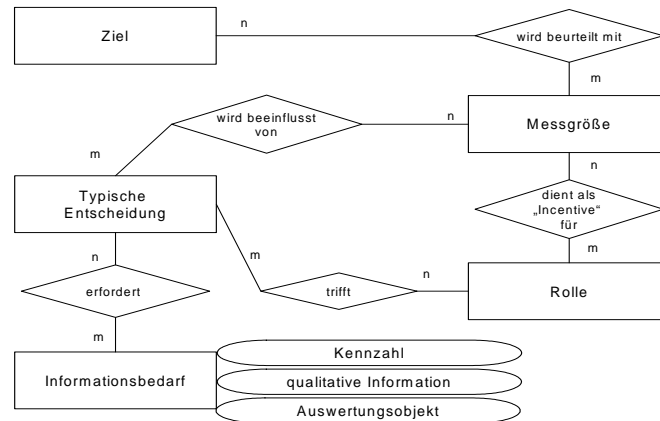 Ziel
n
wird beurteilt mit
m
wird beeinflusst
von
n
Messgröße
m
n
Typische
Entscheidung
dient als
„Incentive“
für
n
m
m
n
erfordert
trifft
Rolle
m
Informationsbedarf
Kennzahl
qualitative Information
Auswertungsobjekt